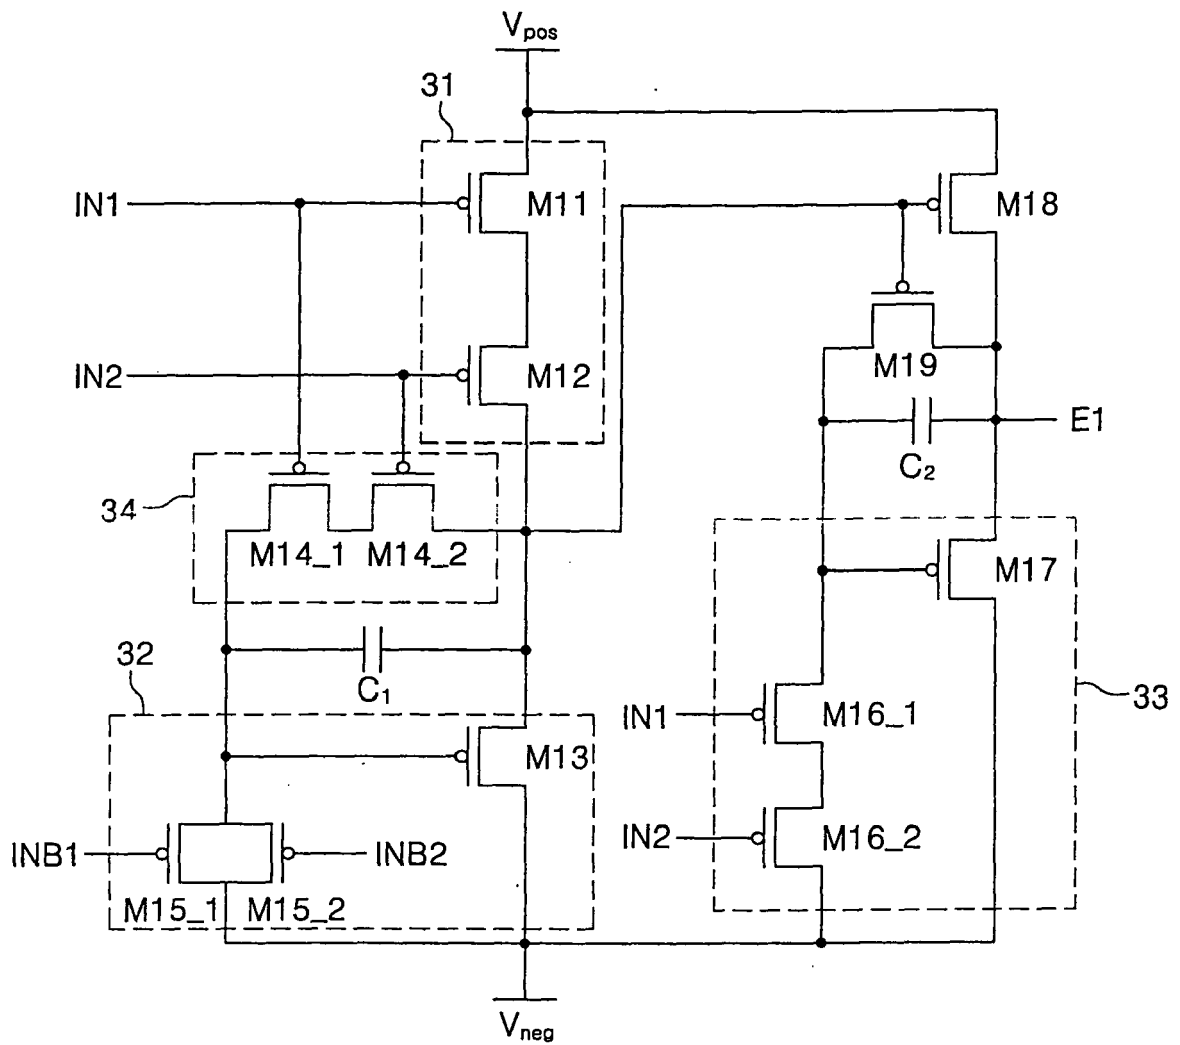 Vpos
31
IN1
M11
M18
IN2
M12
M19
E1
C2
34
M14_1
M14_2
M17
32
C1
33
IN1
M16_1
M13
IN2
M16_2
INB1
INB2
M15_1
M15_2
Vneg